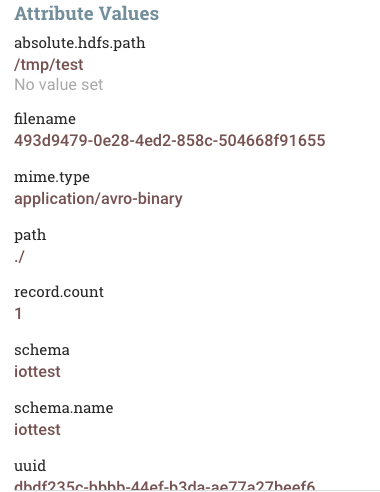 Attribute Values
absolute.hdfs.path
/tmp/test
No value set
filename
493d9479-0e28-4ed2-858c-504668f91655
mime.type
application/avro-binary
path
./
record.count
1
schema
iottest
schema.name
iottest
uuid
dbdf235c-bbbb-44ef-b3da-ae77a27beef6